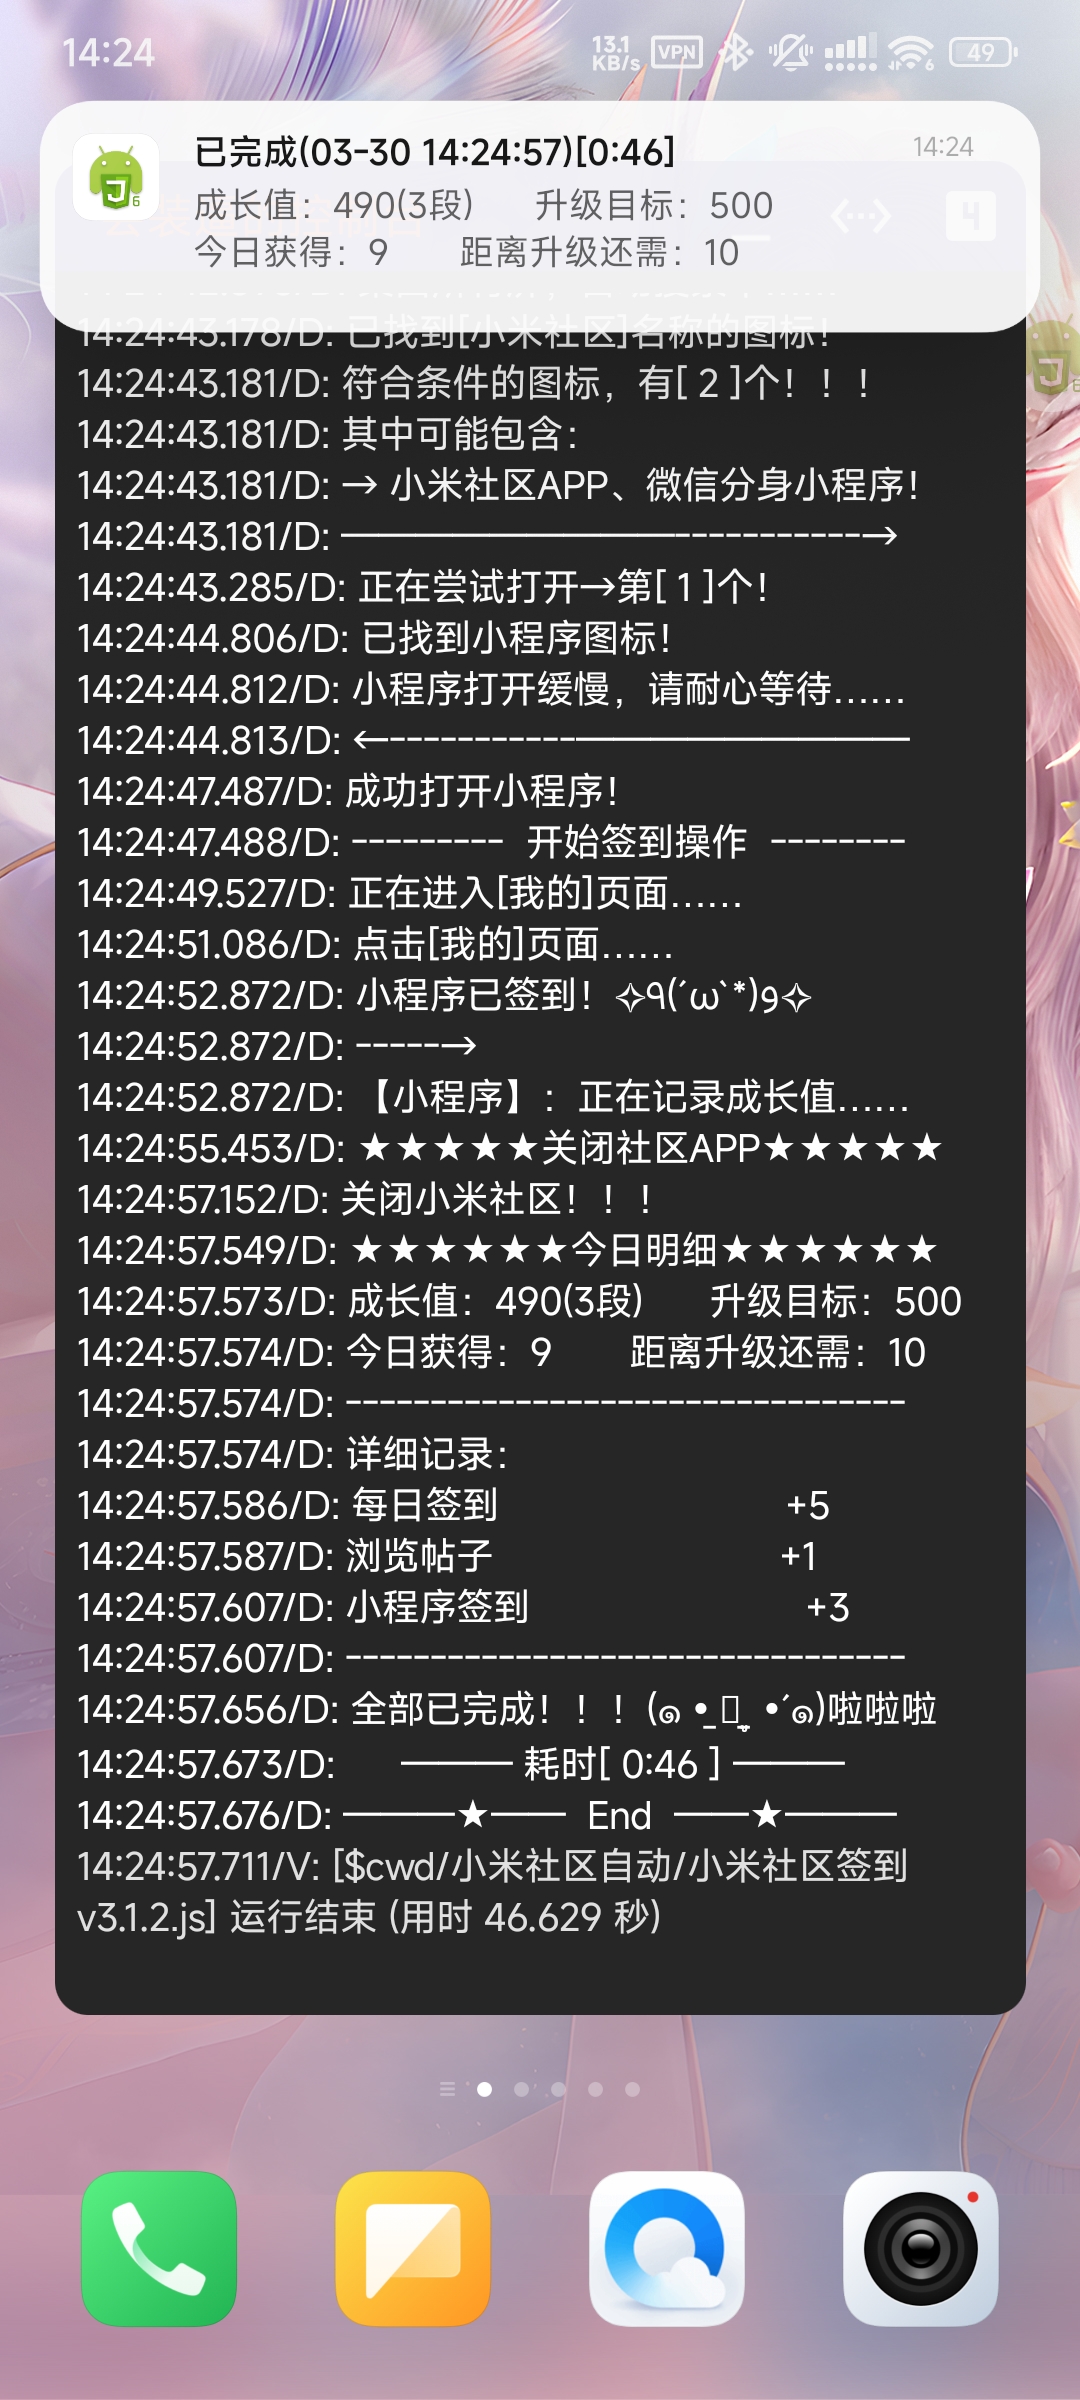 14:24
13.1 KB/s VPN 6 49
已完成(03-30 14:24:57)[0:46] 14:24
成长值：490(3段) 升级目标：500
今日获得：9 距离升级还需：10
14:24:43.178/D: 已找到[小米社区]名称的图标！
14:24:43.181/D: 符合条件的图标，有[ 2 ]个！！！
14:24:43.181/D: 其中可能包含：
14:24:43.181/D: → 小米社区APP、微信分身小程序！
14:24:43.181/D: —————————-----------→
14:24:43.285/D: 正在尝试打开→第[ 1 ]个！
14:24:44.806/D: 已找到小程序图标！
14:24:44.812/D: 小程序打开缓慢，请耐心等待……
14:24:44.813/D: ←-----------—————————
14:24:47.487/D: 成功打开小程序！
14:24:47.488/D: --------- 开始签到操作 --------
14:24:49.527/D: 正在进入[我的]页面……
14:24:51.086/D: 点击[我的]页面……
14:24:52.872/D: 小程序已签到！✧٩(ˊωˋ*)و✧
14:24:52.872/D: -----→
14:24:52.872/D: 【小程序】：正在记录成长值……
14:24:55.453/D: ★★★★★关闭社区APP★★★★★
14:24:57.152/D: 关闭小米社区！！！
14:24:57.549/D: ★★★★★★今日明细★★★★★★
14:24:57.573/D: 成长值：490(3段) 升级目标：500
14:24:57.574/D: 今日获得：9 距离升级还需：10
14:24:57.574/D: ---------------------------------
14:24:57.574/D: 详细记录：
14:24:57.586/D: 每日签到 +5
14:24:57.587/D: 浏览帖子 +1
14:24:57.607/D: 小程序签到 +3
14:24:57.607/D: ---------------------------------
14:24:57.656/D: 全部已完成！！！(๑ •̲ ̮ •́ ๑)啦啦啦
14:24:57.673/D: ——— 耗时[ 0:46 ] ———
14:24:57.676/D: ———★—— End ——★———
14:24:57.711/V: [$cwd/小米社区自动/小米社区签到
v3.1.2.js] 运行结束 (用时 46.629 秒)